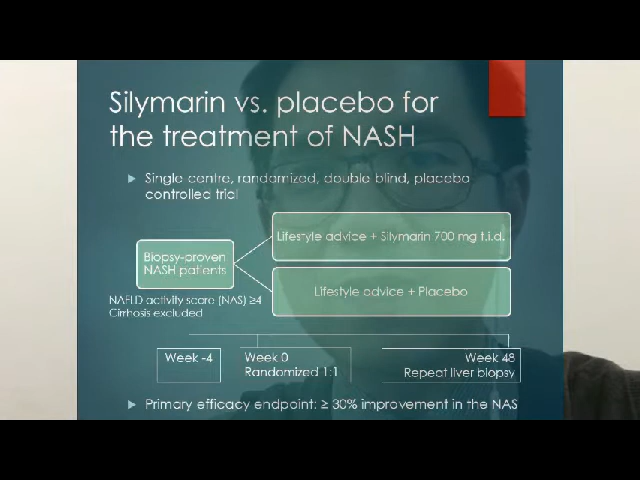 Silymarin vs. placebo for
the treatment of NASH
Single centre, randomized, double blind, placebo
controlled trial
Lifestyle advice + Silymarin 700 mg t.i.d.
Biopsy-proven
NASH patients
Lifestyle advice + Placebo
NAFLD activity score (NAS) ≥4
Cirrhosis excluded
Week -4
Week 0
Randomized 1:1
Week 48
Repeat liver biopsy
Primary efficacy endpoint: ≥ 30% improvement in the NAS